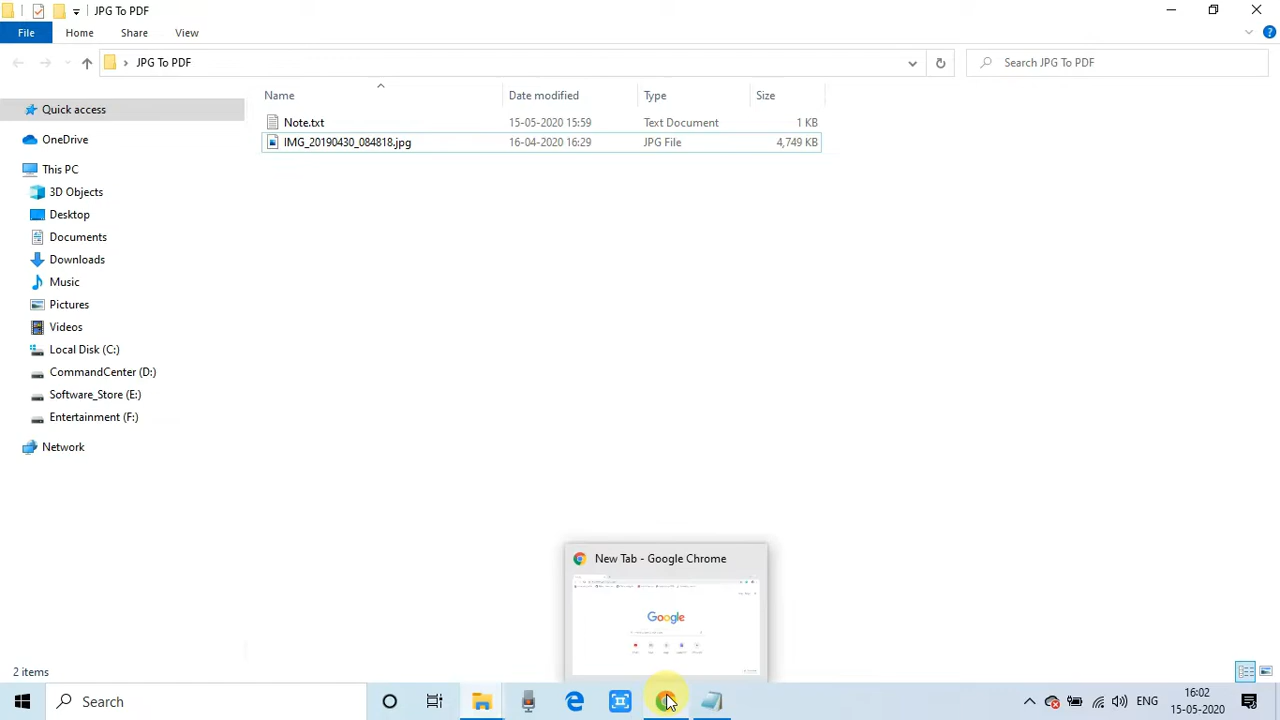 JPG To PDF
File Home Share View
JPG To PDF
Search JPG To PDF
Name Date modified Type Size
Quick access
Note.txt 15-05-2020 15:59 Text Document 1 KB
OneDrive
IMG_20190430_084818.jpg 16-04-2020 16:29 JPG File 4,749 KB
This PC
3D Objects
Desktop
Documents
Downloads
Music
Pictures
Videos
Local Disk (C:)
CommandCenter (D:)
Software_Store (E:)
Entertainment (F:)
Network
New Tab - Google Chrome
Google
2 items
Search
ENG
16:02
15-05-2020